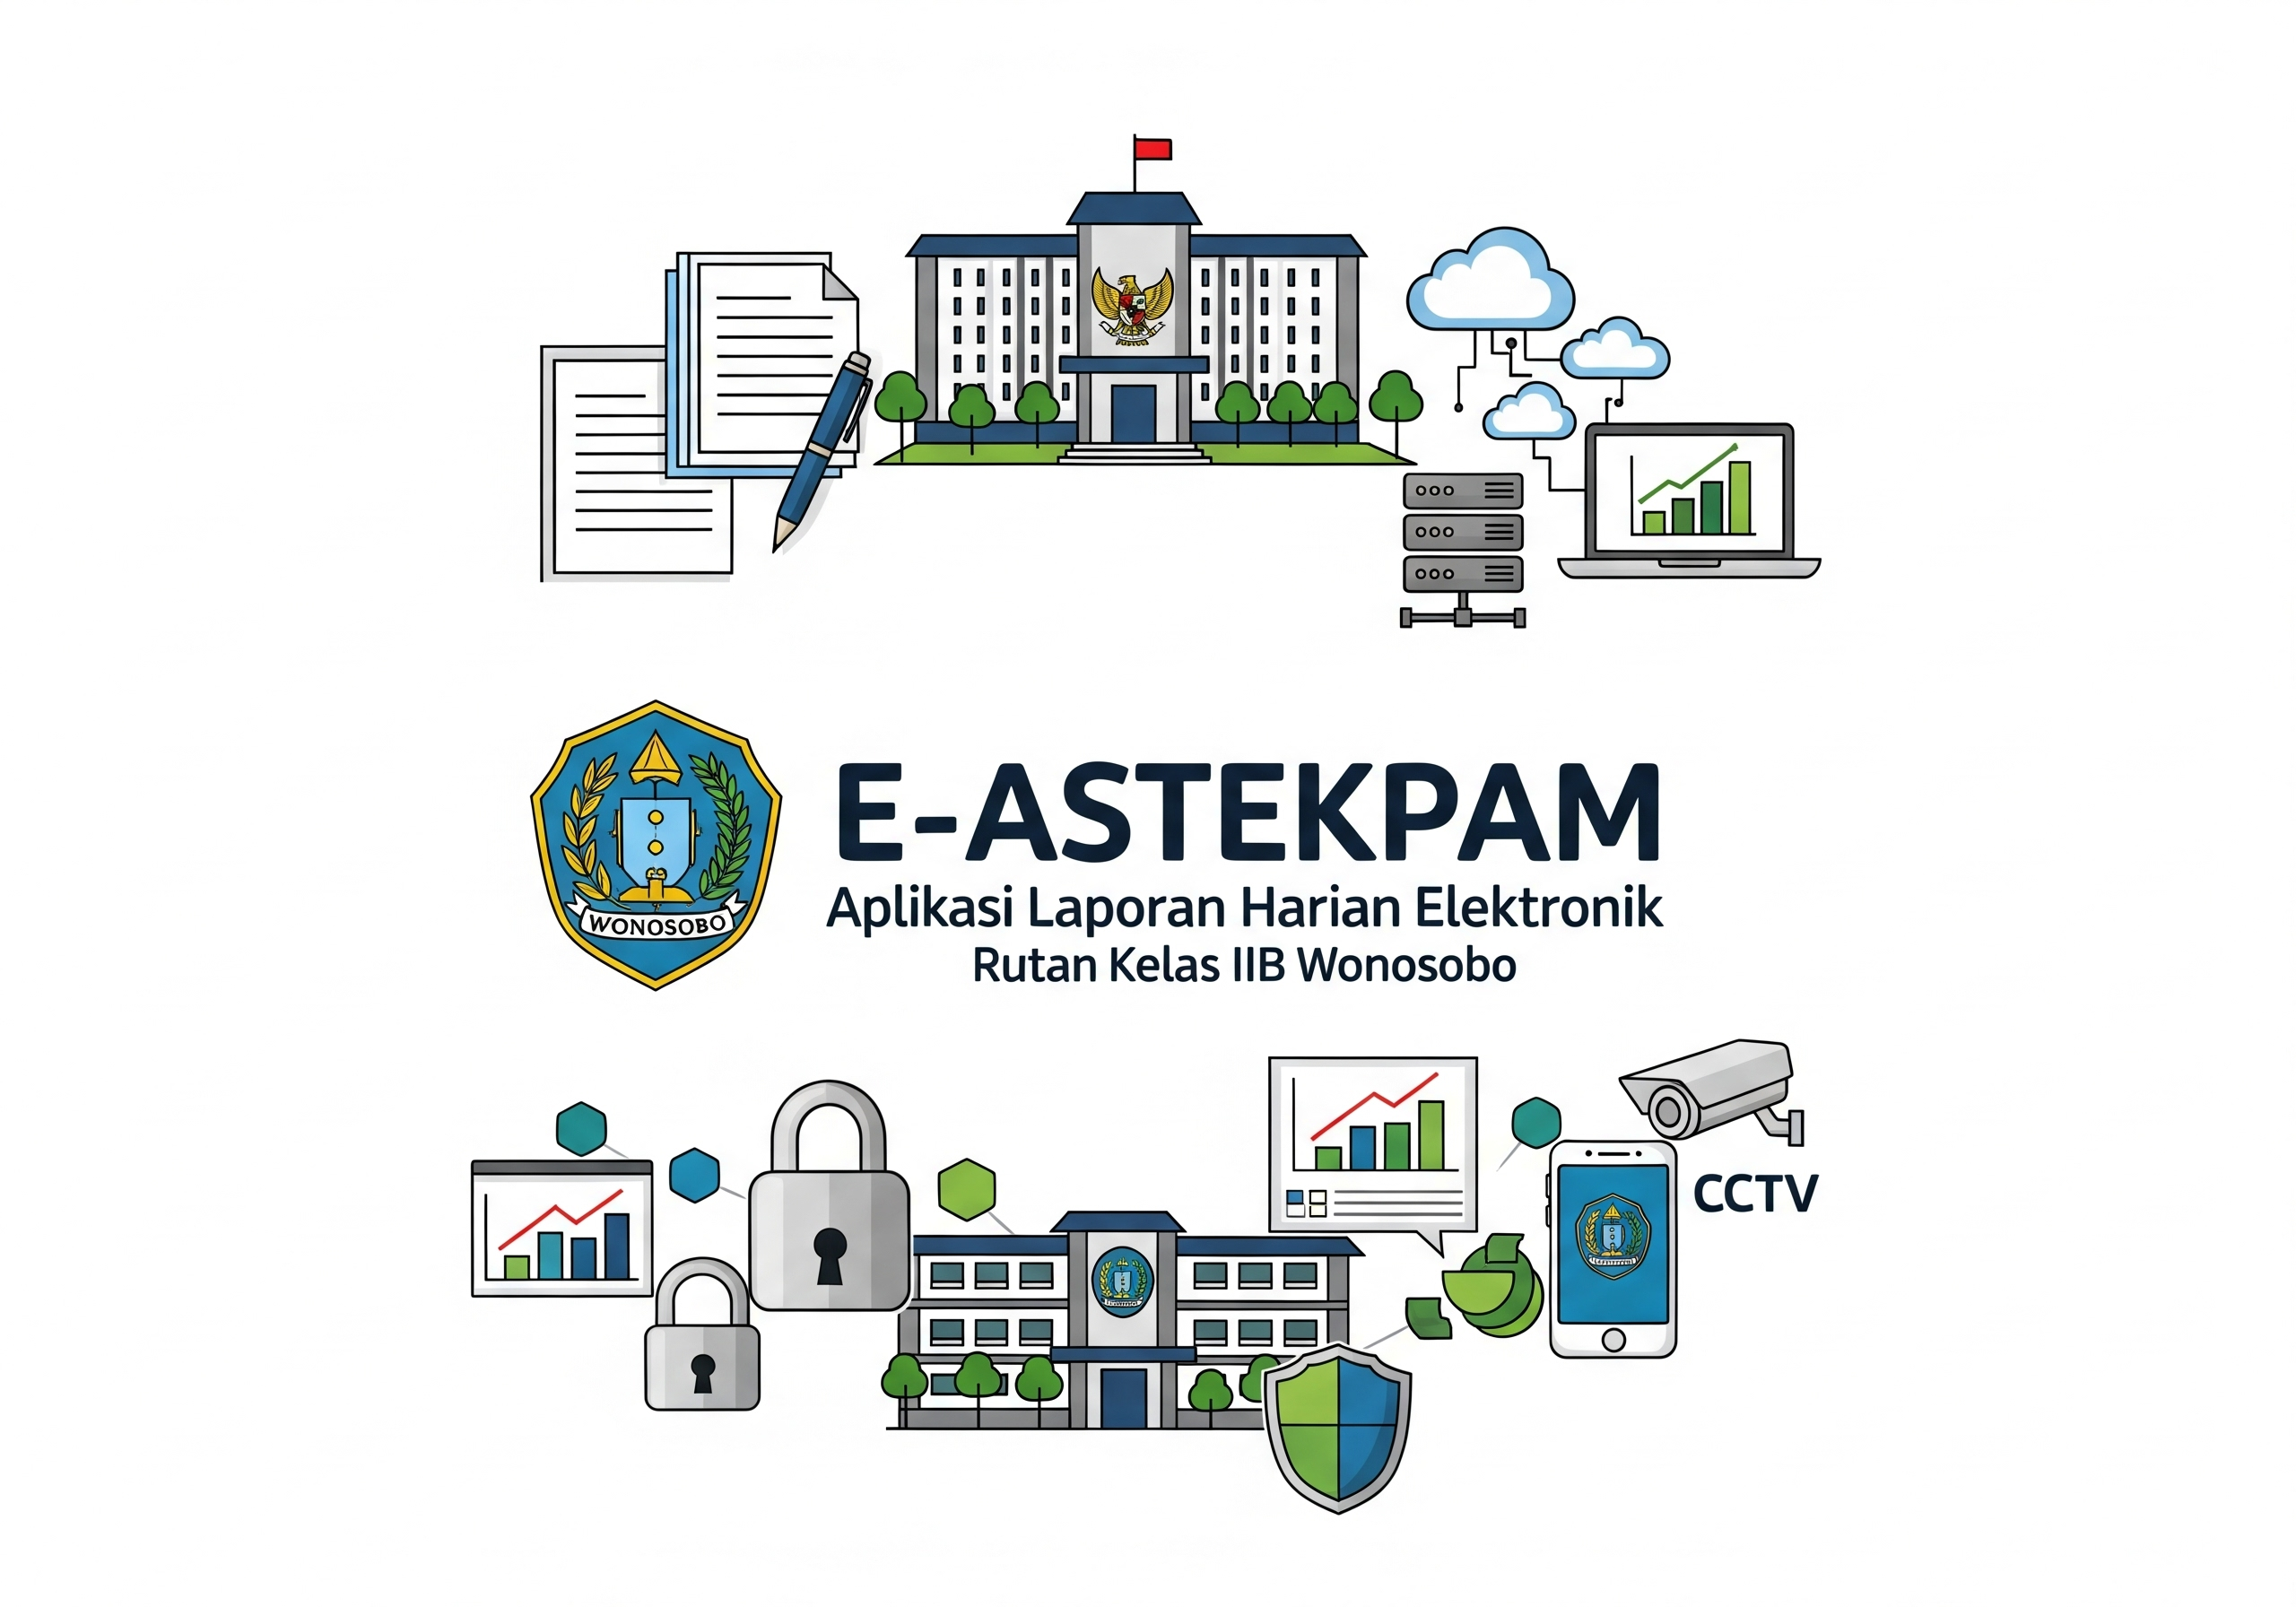 E-ASTEKPAM
Aplikasi Laporan Harian Elektronik
Rutan Kelas IIB Wonosobo
WONOSOBO
CCTV